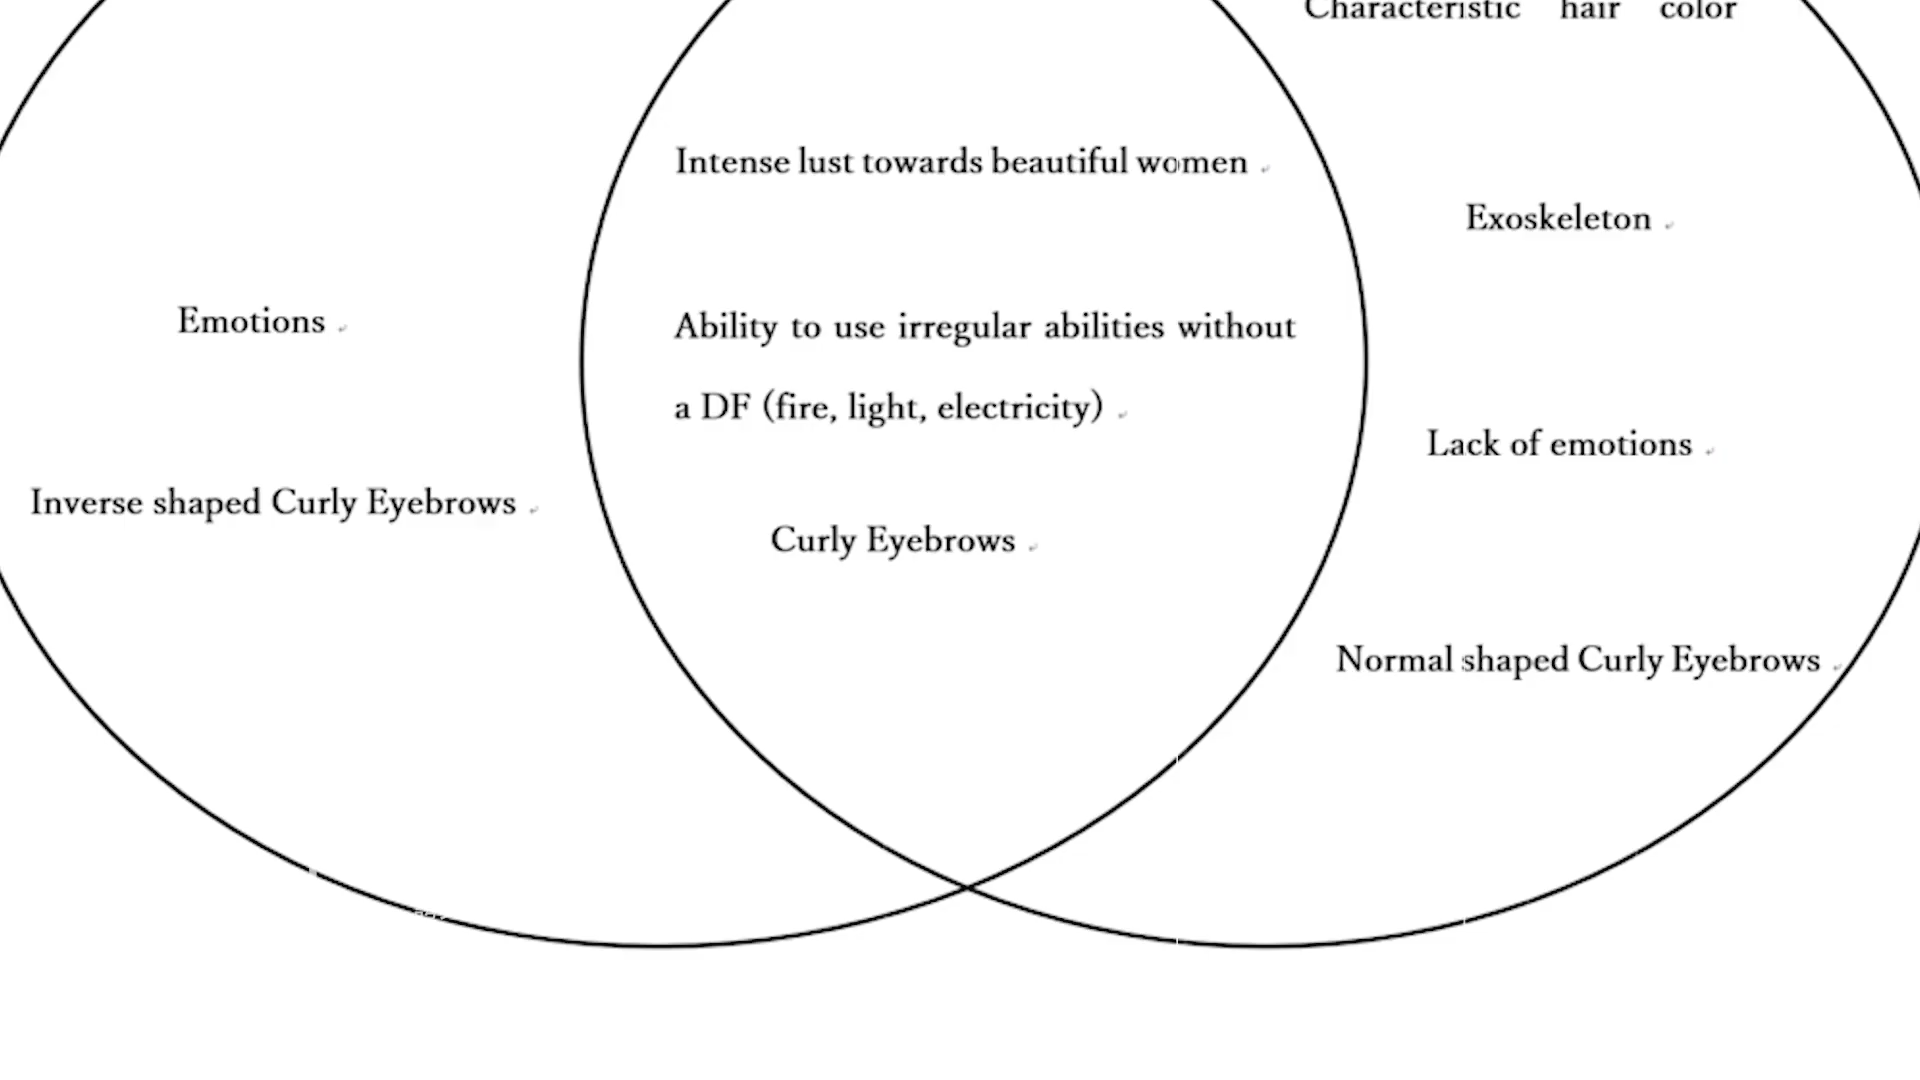 Characteristic hair color
Intense lust towards beautiful women
Exoskeleton
Emotions
Ability to use irregular abilities without
a DF (fire, light, electricity)
Lack of emotions
Inverse shaped Curly Eyebrows
Curly Eyebrows
Normal shaped Curly Eyebrows